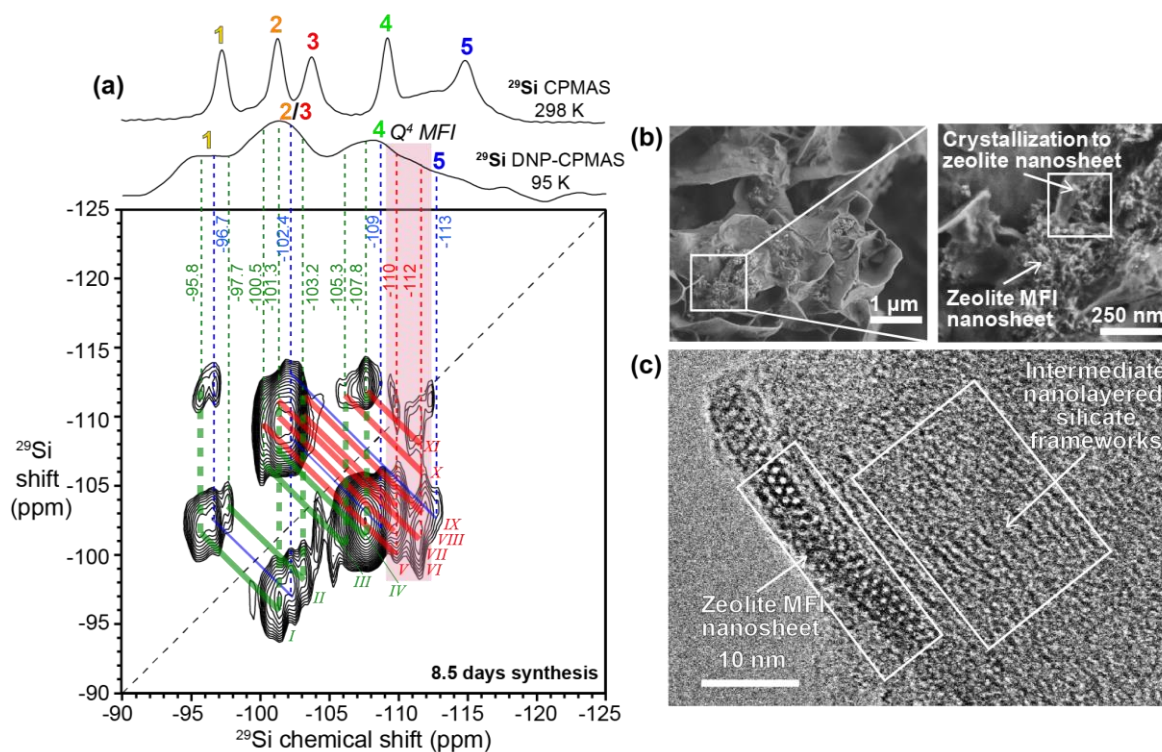 (a)
1
2
3
4
5
²⁹Si CPMAS
298 K
2/3
1
4
Q⁴ MFI
5
²⁹Si DNP-CPMAS
95 K
-125
-120
-115
-110
-105
-100
-95
-90
²⁹Si
shift
(ppm)
-95.8
-96.7
-97.7
-100.5
-101.3
-102.4
-103.2
-105.3
-107.8
-109
-110
-112
-113
XI
X
IX
VIII
VII
VI
V
IV
III
II
I
8.5 days synthesis
-90
-95
-100
-105
-110
-115
-120
-125
²⁹Si chemical shift (ppm)
(b)
1 µm
Crystallization to
zeolite nanosheet
Zeolite MFI
nanosheet
250 nm
(c)
Intermediate
nanolayered
silicate
frameworks
Zeolite MFI
nanosheet
10 nm